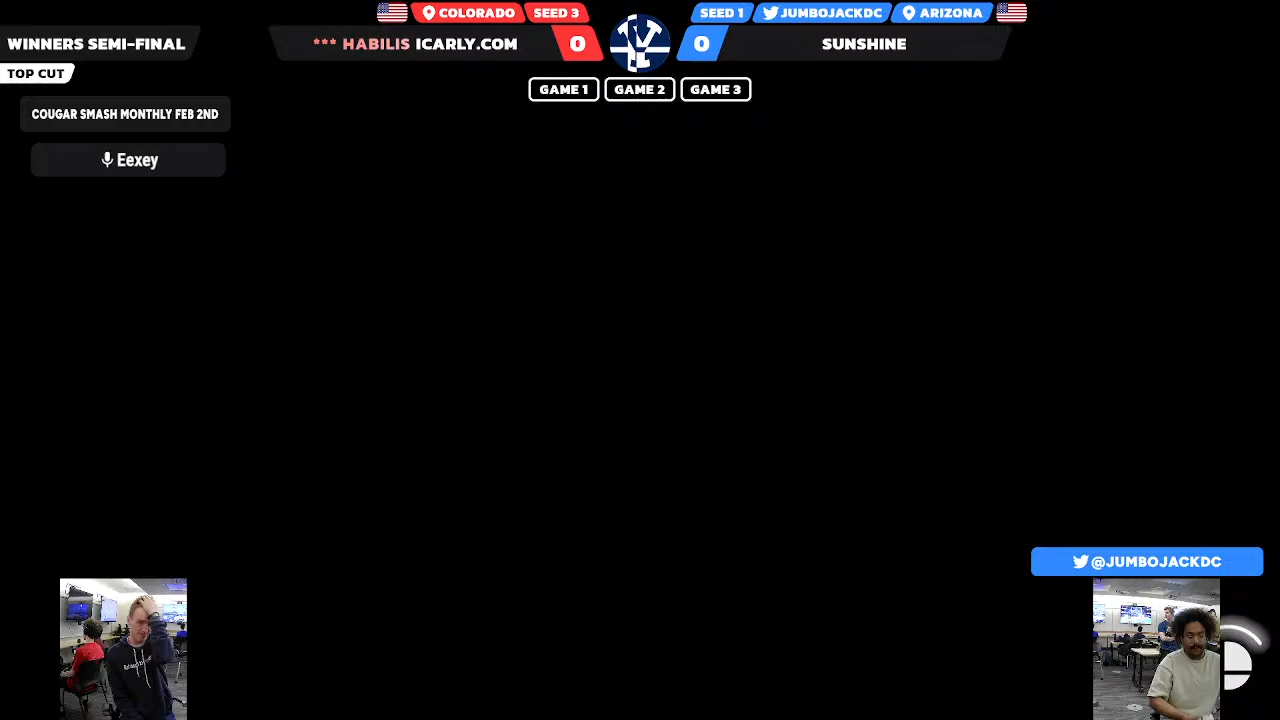 COLORADO SEED 3 SEED 1 JUMBOJACKDC ARIZONA
WINNERS SEMI-FINAL
*** HABILIS ICARLY.COM 0 0 SUNSHINE
TOP CUT
GAME 1 GAME 2 GAME 3
COUGAR SMASH MONTHLY FEB 2ND
Eexey
@JUMBOJACKDC